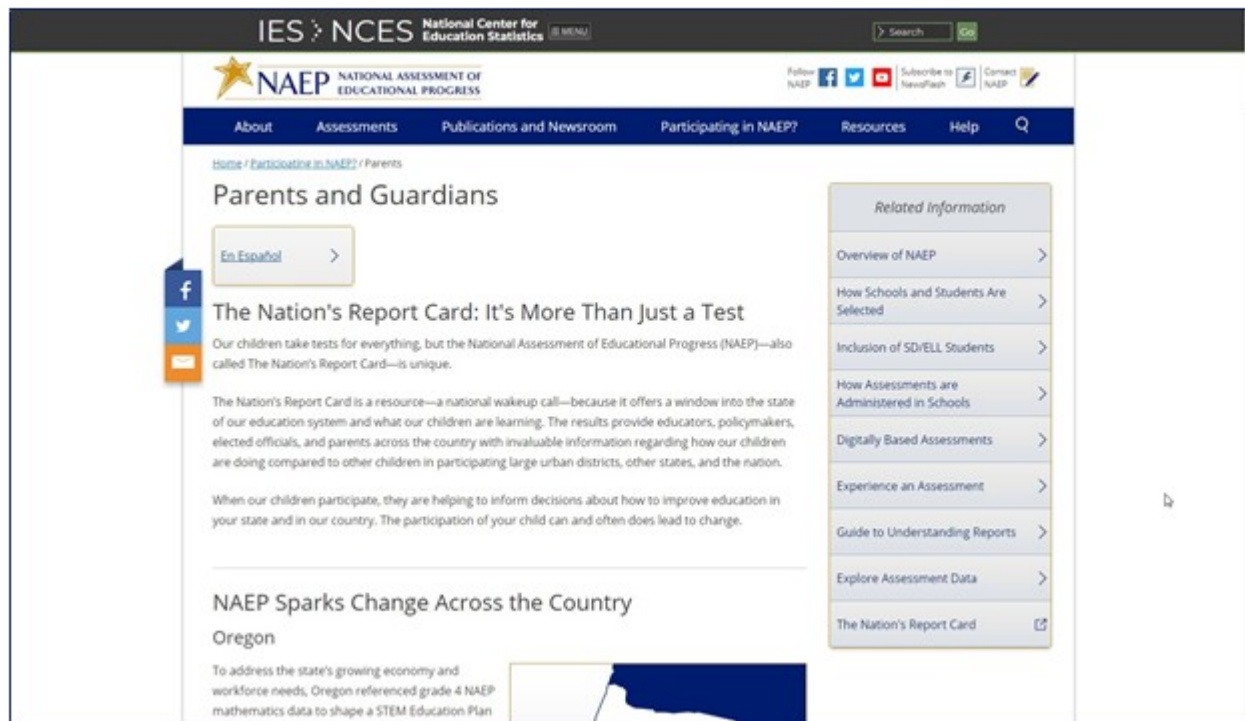 IES > NCES National Center for
Education Statistics
MENU
Search
Go
NAEP NATIONAL ASSESSMENT OF
EDUCATIONAL PROGRESS
Follow
NAEP
Subscribe to
NewsFlash
Contact
NAEP
About Assessments Publications and Newsroom Participating in NAEP? Resources Help
Home / Participating in NAEP? / Parents
Parents and Guardians
En Español
The Nation's Report Card: It's More Than Just a Test
Our children take tests for everything, but the National Assessment of Educational Progress (NAEP)—also
called The Nation's Report Card—is unique.
The Nation's Report Card is a resource—a national wakeup call—because it offers a window into the state
of our education system and what our children are learning. The results provide educators, policymakers,
elected officials, and parents across the country with invaluable information regarding how our children
are doing compared to other children in participating large urban districts, other states, and the nation.
When our children participate, they are helping to inform decisions about how to improve education in
your state and in our country. The participation of your child can and often does lead to change.
NAEP Sparks Change Across the Country
Oregon
To address the state's growing economy and
workforce needs, Oregon referenced grade 4 NAEP
mathematics data to shape a STEM Education Plan
Related Information
Overview of NAEP
How Schools and Students Are
Selected
Inclusion of SD/ELL Students
How Assessments are
Administered in Schools
Digitally Based Assessments
Experience an Assessment
Guide to Understanding Reports
Explore Assessment Data
The Nation's Report Card